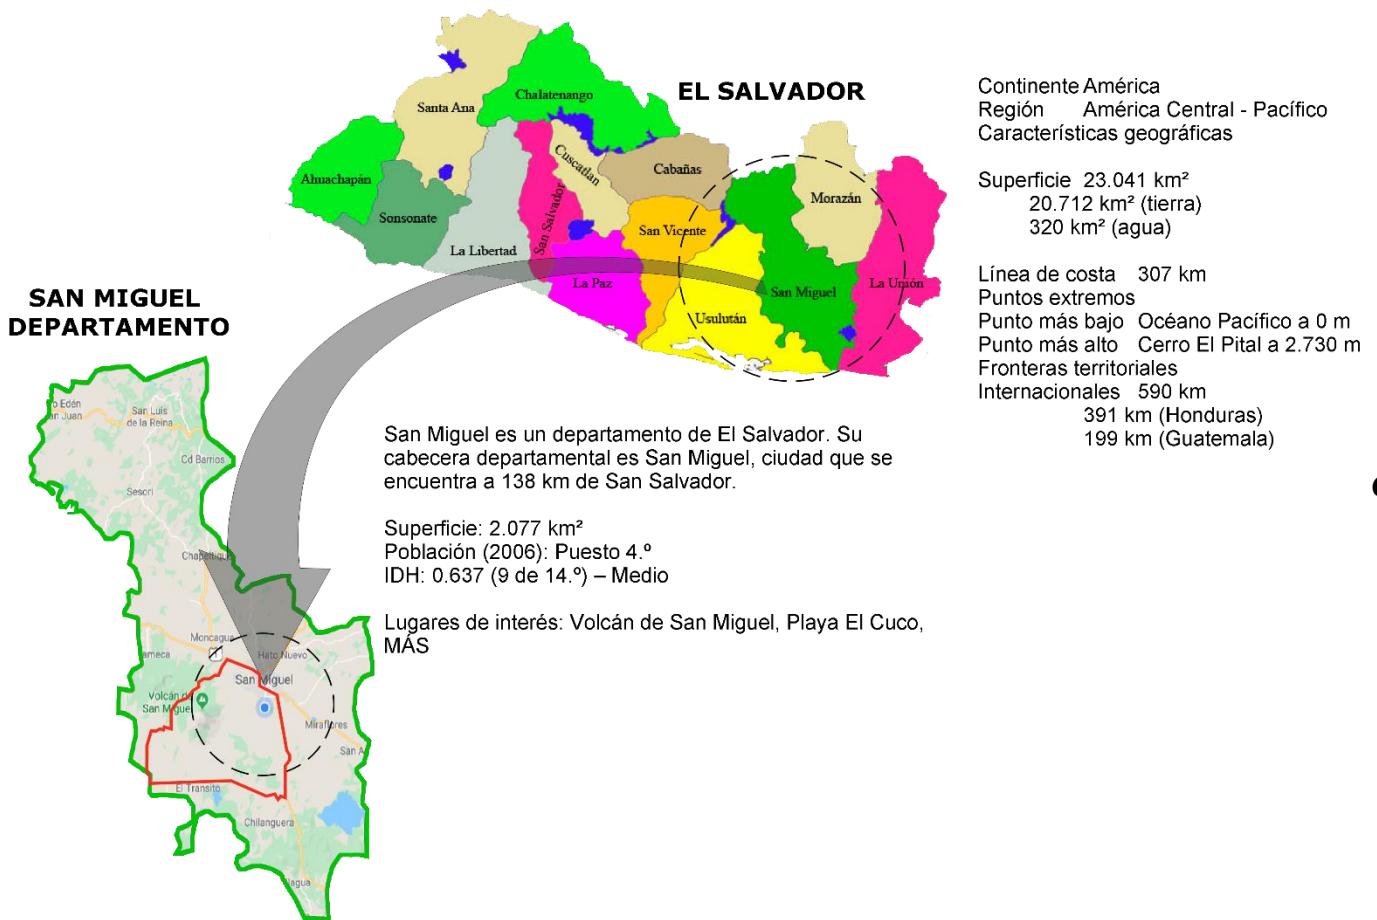 EL SALVADOR
Santa Ana
Chalatenango
Ahuachapán
Sonsonate
La Libertad
San Salvador
Cuscatlan
Cabañas
San Vicente
La Paz
Usulután
San Miguel
Morazán
La Unión
Continente América
Región América Central - Pacífico
Características geográficas
Superficie 23.041 km²
20.712 km² (tierra)
320 km² (agua)
Línea de costa 307 km
Puntos extremos
Punto más bajo Océano Pacífico a 0 m
Punto más alto Cerro El Pital a 2.730 m
Fronteras territoriales
Internacionales 590 km
391 km (Honduras)
199 km (Guatemala)
SAN MIGUEL
DEPARTAMENTO
Edén
Juan
San Luis
de la Reina
Cd Barrios
Sesori
Chapeltique
Moncagua
Hato Nuevo
San Miguel
Volcán
San Miguel
Miraflores
San A
El Transito
Chilanguera
San Miguel es un departamento de El Salvador. Su
cabecera departamental es San Miguel, ciudad que se
encuentra a 138 km de San Salvador.
Superficie: 2.077 km²
Población (2006): Puesto 4.º
IDH: 0.637 (9 de 14.º) – Medio
Lugares de interés: Volcán de San Miguel, Playa El Cuco,
MÁS